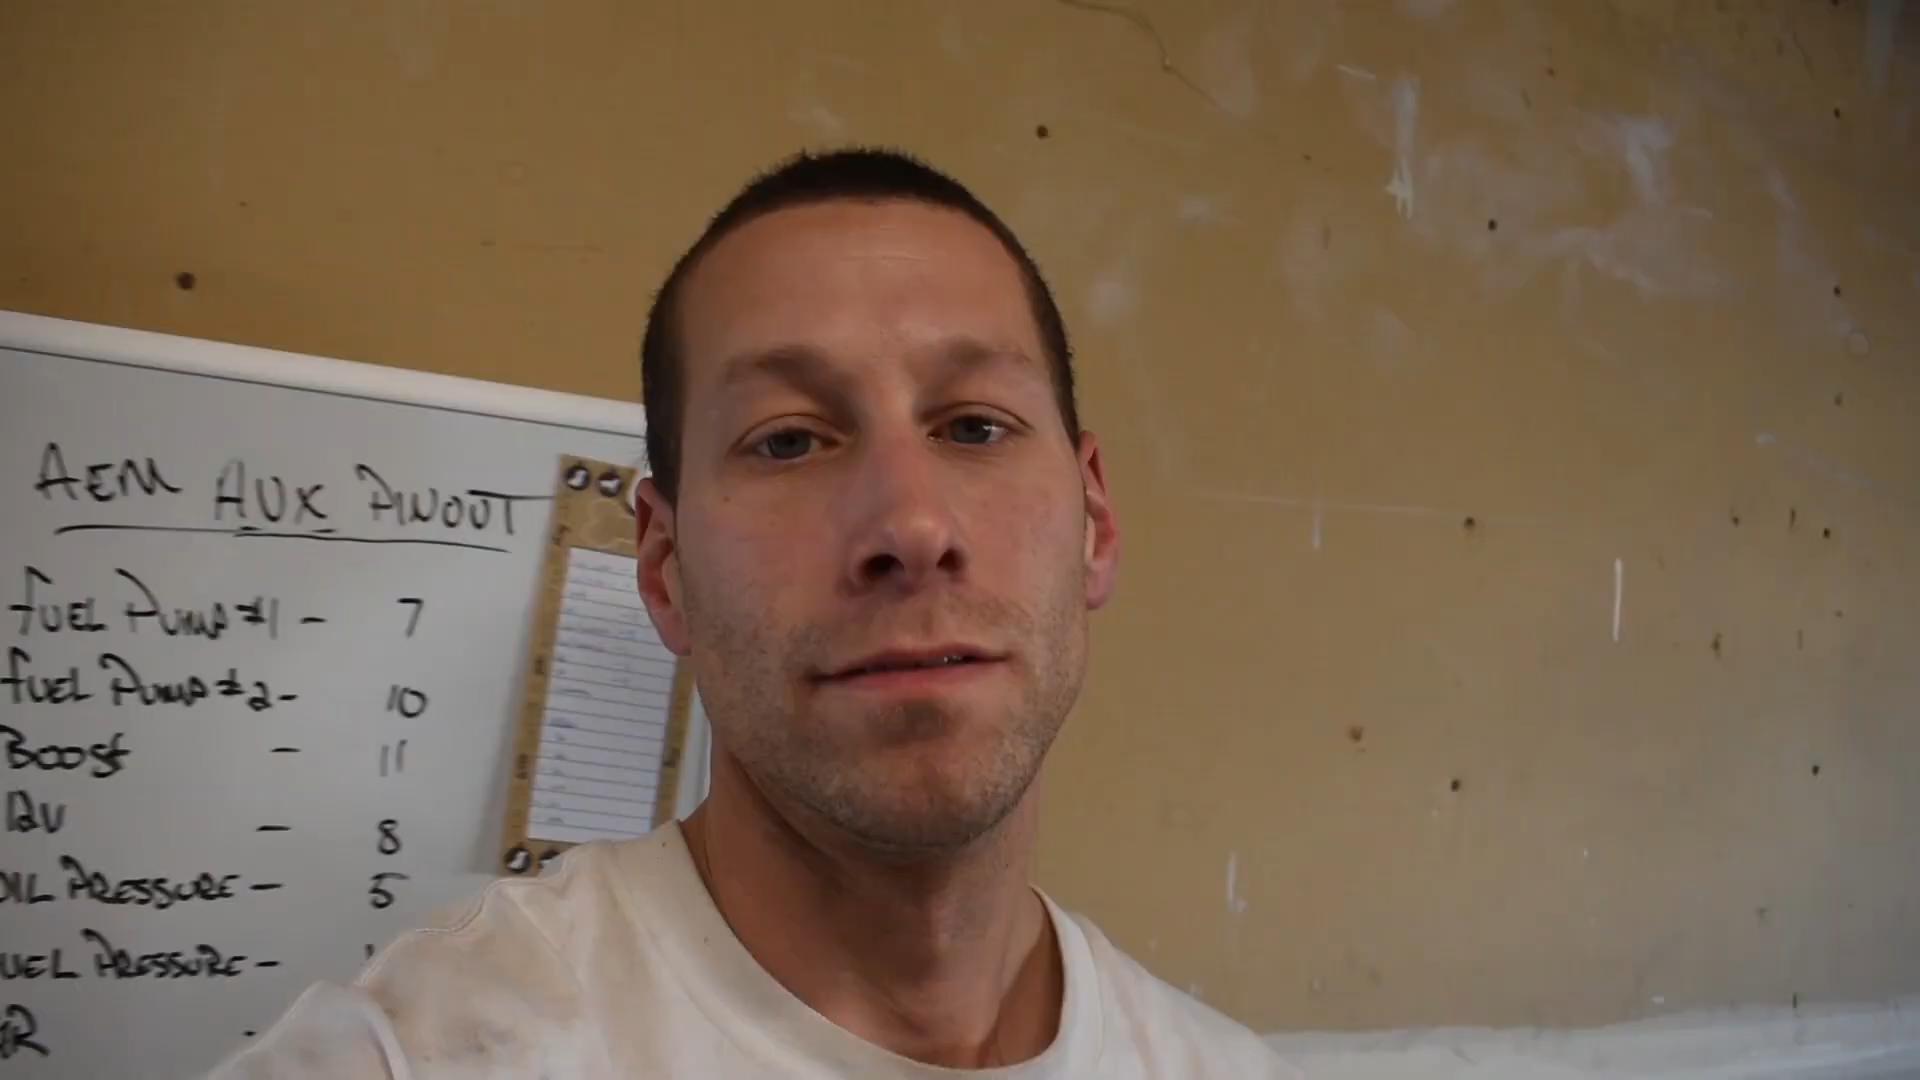 AEM AUX PINOUT
FUEL PUMP #1 - 7
FUEL PUMP #2 - 10
BOOST - 11
12V - 8
OIL PRESSURE - 5
UEL PRESSURE -